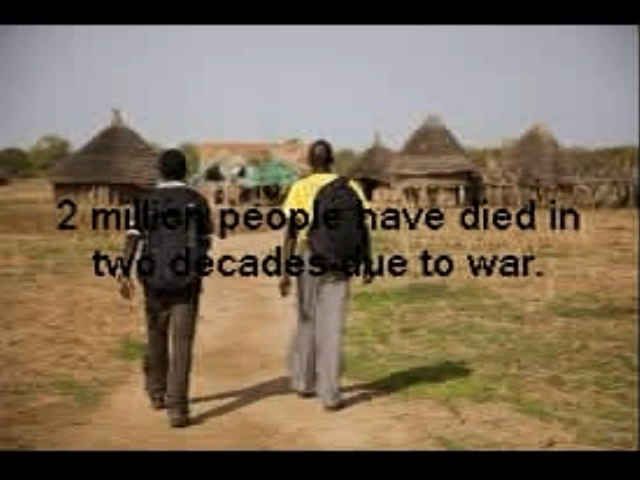 2 million people have died in
two decades due to war.